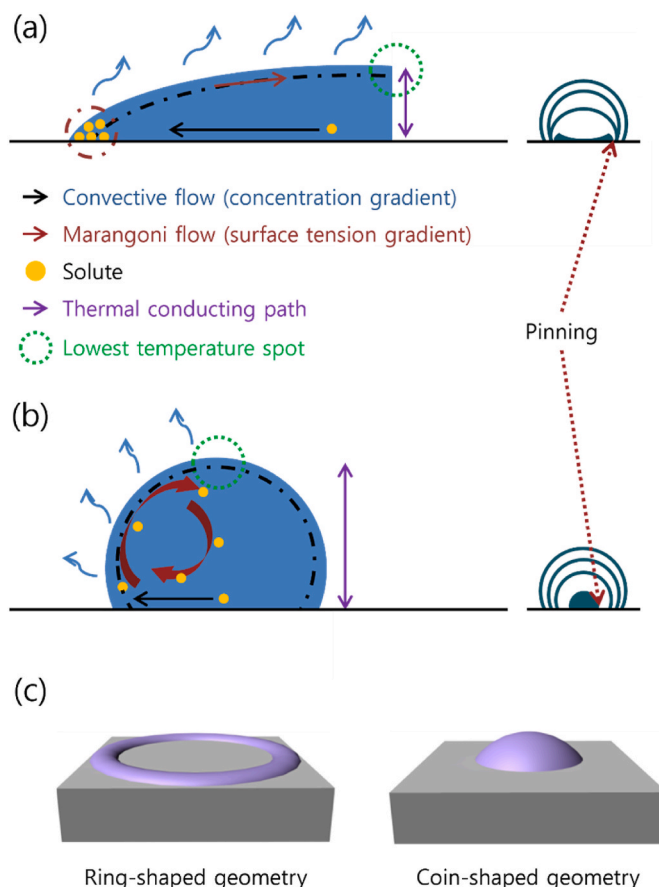 (a)
Convective flow (concentration gradient)
Marangoni flow (surface tension gradient)
Solute
Thermal conducting path
Lowest temperature spot
Pinning
(b)
(c)
Ring-shaped geometry
Coin-shaped geometry